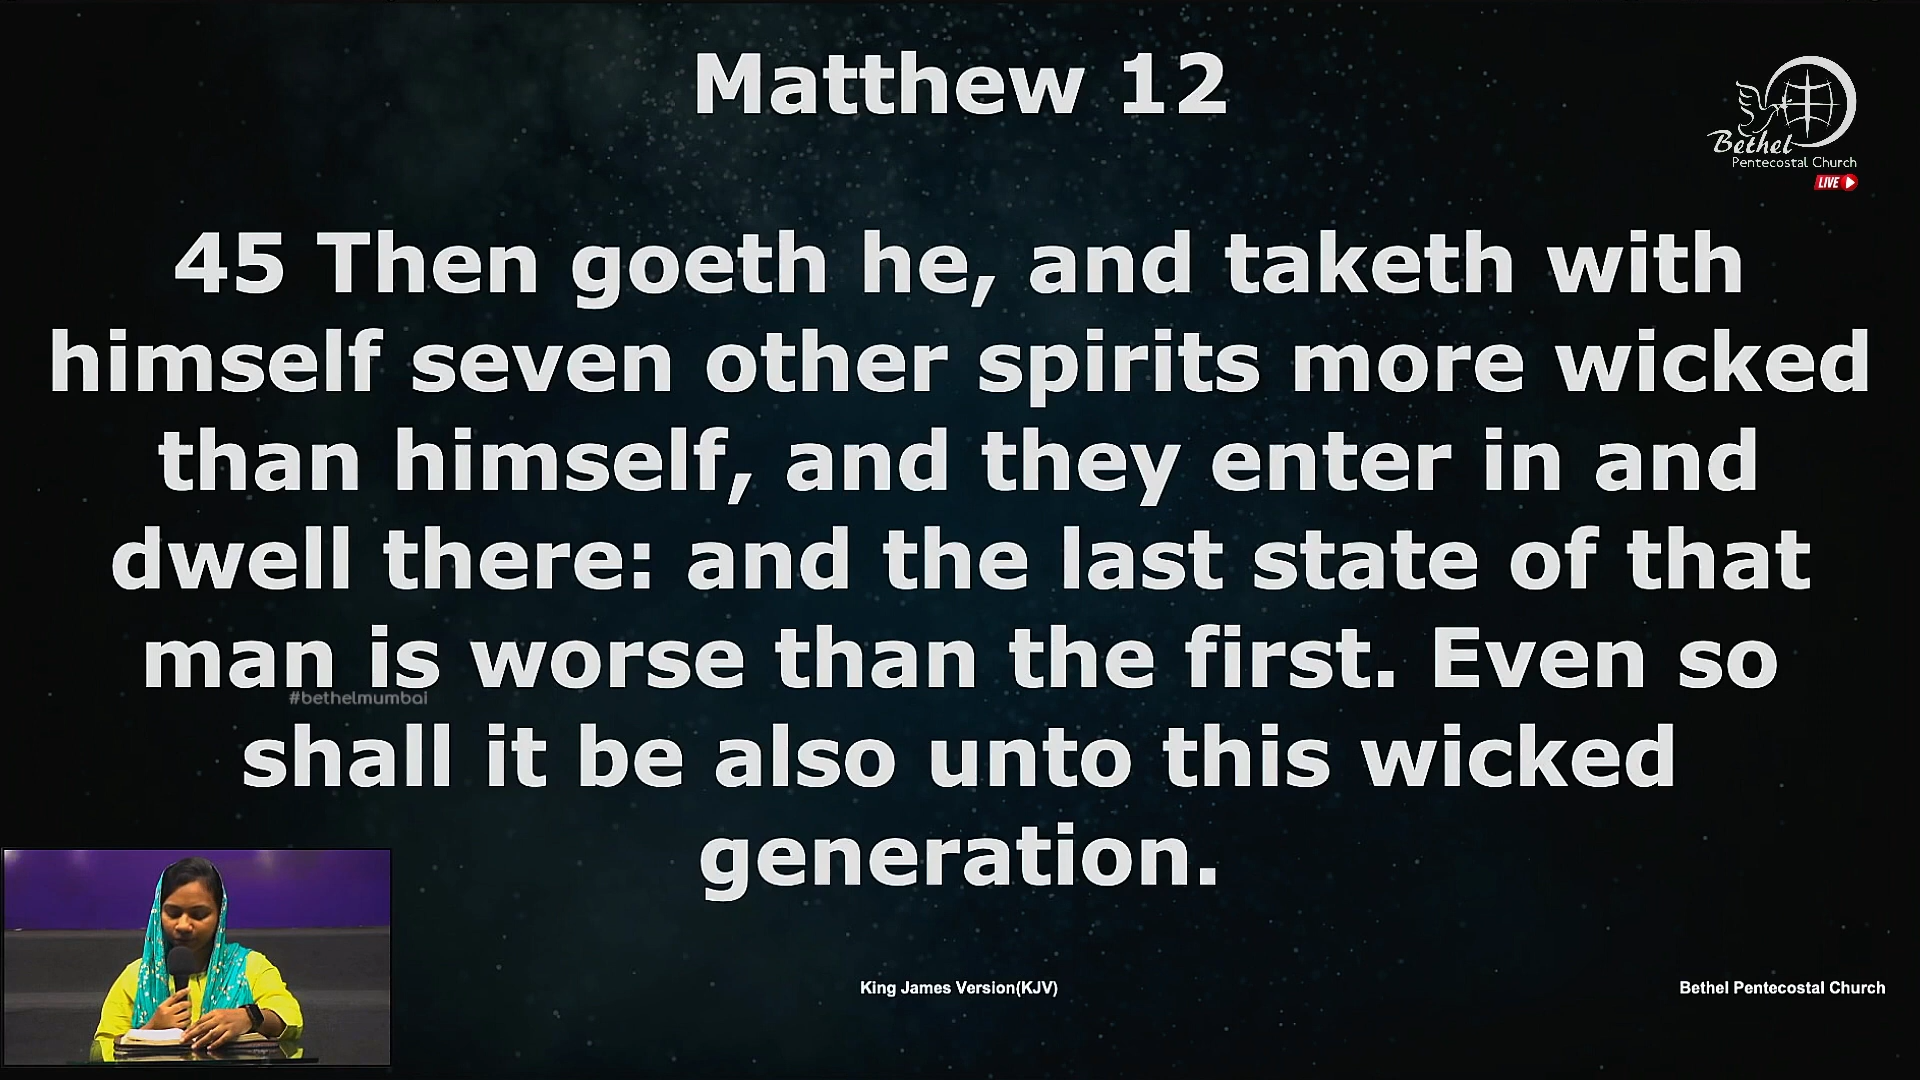 Matthew 12
Bethel
Pentecostal Church
LIVE
45 Then goeth he, and taketh with
himself seven other spirits more wicked
than himself, and they enter in and
dwell there: and the last state of that
man is worse than the first. Even so
#bethelmumbai
shall it be also unto this wicked
generation.
King James Version(KJV)
Bethel Pentecostal Church